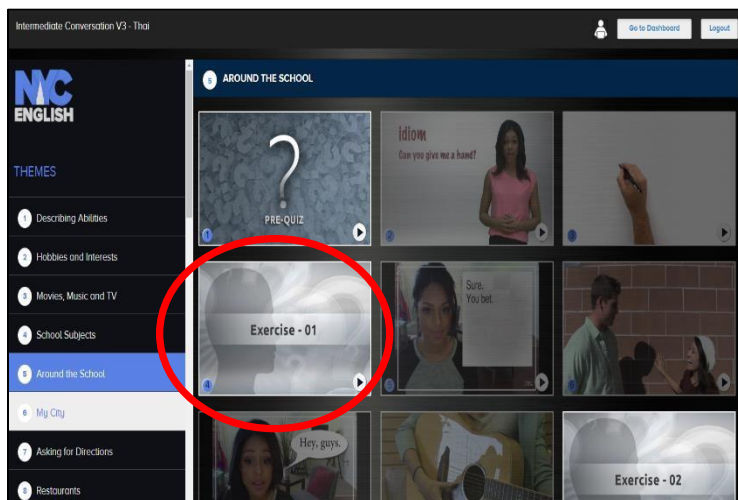 Intermediate Conversation V3 - Thai
Go to Dashboard
Logout
NYC
ENGLISH
THEMES
1 Describing Abilities
2 Hobbies and Interests
3 Movies, Music and TV
4 School Subjects
5 Around the School
6 My City
7 Asking for Directions
8 Restaurants
5 AROUND THE SCHOOL
?
PRE-QUIZ
1
idiom
Can you give me a hand?
2
3
Exercise - 01
4
Sure.
You bet.
5
6
Hey, guys.
Exercise - 02